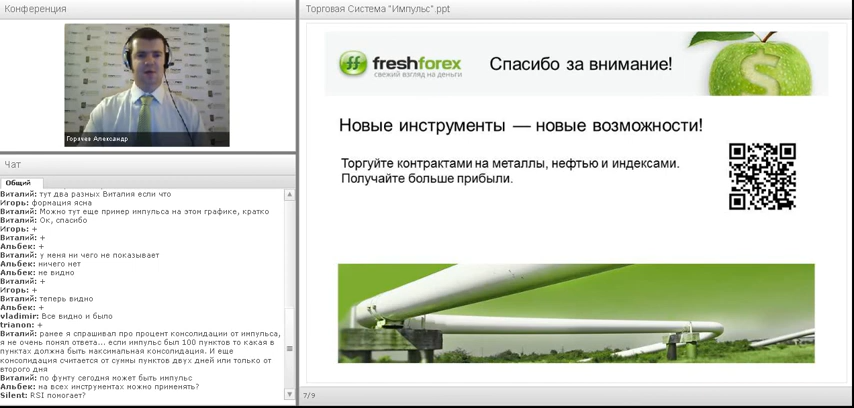 Конференция
Горячев Александр
Чат
Общий
Виталий: тут два разных Виталия если что
Игорь: формация ясна
Виталий: Можно тут еще пример импульса на этом графике, кратко
Виталий: Ок, спасибо
Игорь: +
Виталий: +
Альбек: +
Виталий: у меня ни чего не показывает
Альбек: ничего нет
Альбек: не видно
Виталий: +
Игорь: +
Виталий: теперь видно
Альбек: +
vladimir: Все видно и было
trianon: +
Виталий: ранее я спрашивал про процент консолидации от импульса,
я не очень понял ответа... если импульс был 100 пунктов то какая в
пунктах должна быть максимальная консолидация. И еще
консолидация считается от суммы пунктов двух дней или только от
второго дня
Виталий: по фунту сегодня может быть импульс
Альбек: на всех инструментах можно применять?
Silent: RSI помогает?
Торговая Система "Импульс".ppt
freshforex
свежий взгляд на деньги
Спасибо за внимание!
Новые инструменты — новые возможности!
Торгуйте контрактами на металлы, нефтью и индексами.
Получайте больше прибыли.
7/9